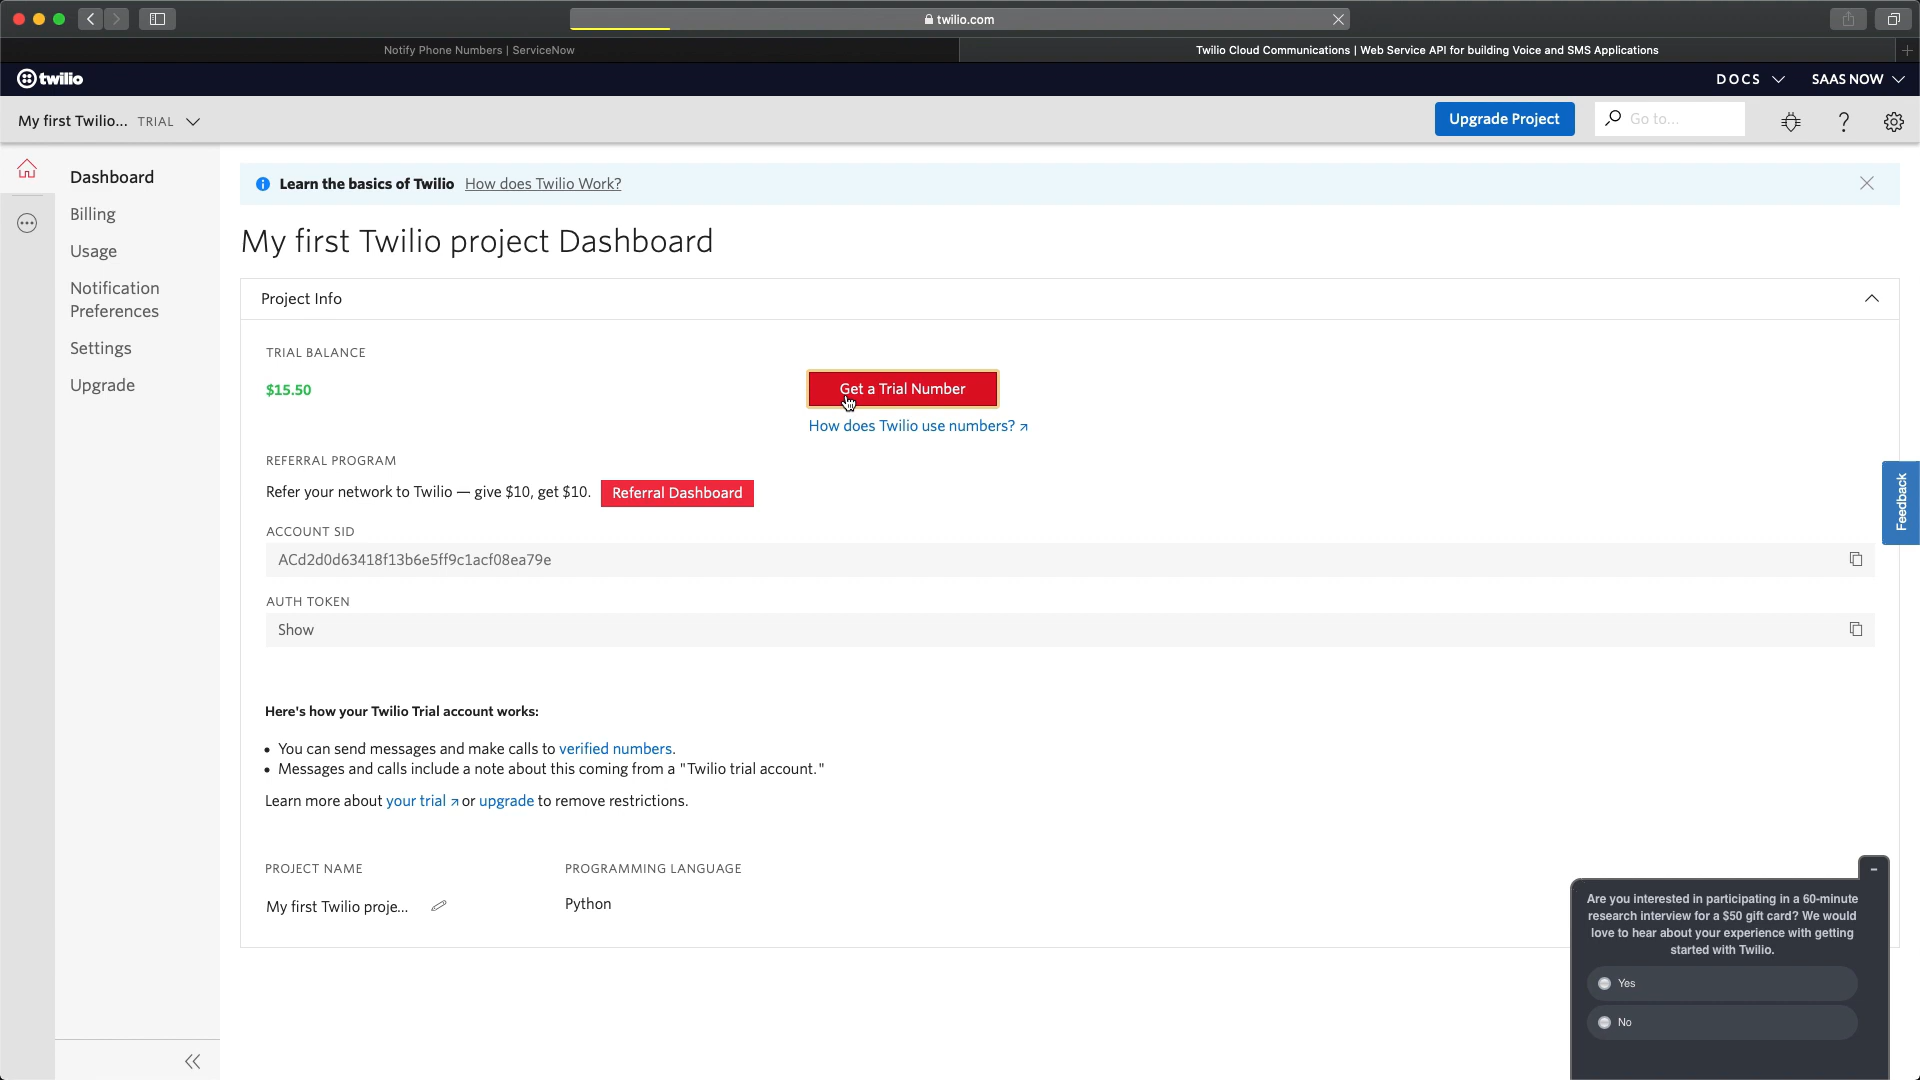 twilio.com
Notify Phone Numbers | ServiceNow
Twilio Cloud Communications | Web Service API for building Voice and SMS Applications
twilio
DOCS
SAAS NOW
My first Twilio... TRIAL
Upgrade Project
Go to...
Dashboard
Billing
Usage
Notification
Preferences
Settings
Upgrade
Learn the basics of Twilio How does Twilio Work?
My first Twilio project Dashboard
Project Info
TRIAL BALANCE
$15.50
Get a Trial Number
How does Twilio use numbers?
REFERRAL PROGRAM
Refer your network to Twilio — give $10, get $10. Referral Dashboard
ACCOUNT SID
ACd2d0d63418f13b6e5ff9c1acf08ea79e
AUTH TOKEN
Show
Feedback
Here's how your Twilio Trial account works:
• You can send messages and make calls to verified numbers.
• Messages and calls include a note about this coming from a "Twilio trial account."
Learn more about your trial or upgrade to remove restrictions.
PROJECT NAME
PROGRAMMING LANGUAGE
My first Twilio proje...
Python
Are you interested in participating in a 60-minute
research interview for a $50 gift card? We would
love to hear about your experience with getting
started with Twilio.
Yes
No